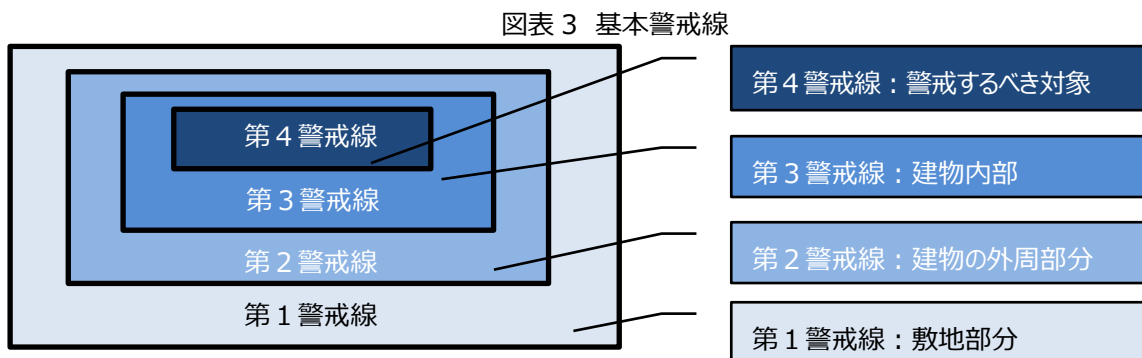 図表３ 基本警戒線
第４警戒線
第３警戒線
第２警戒線
第１警戒線
第４警戒線：警戒するべき対象
第３警戒線：建物内部
第２警戒線：建物の外周部分
第１警戒線：敷地部分